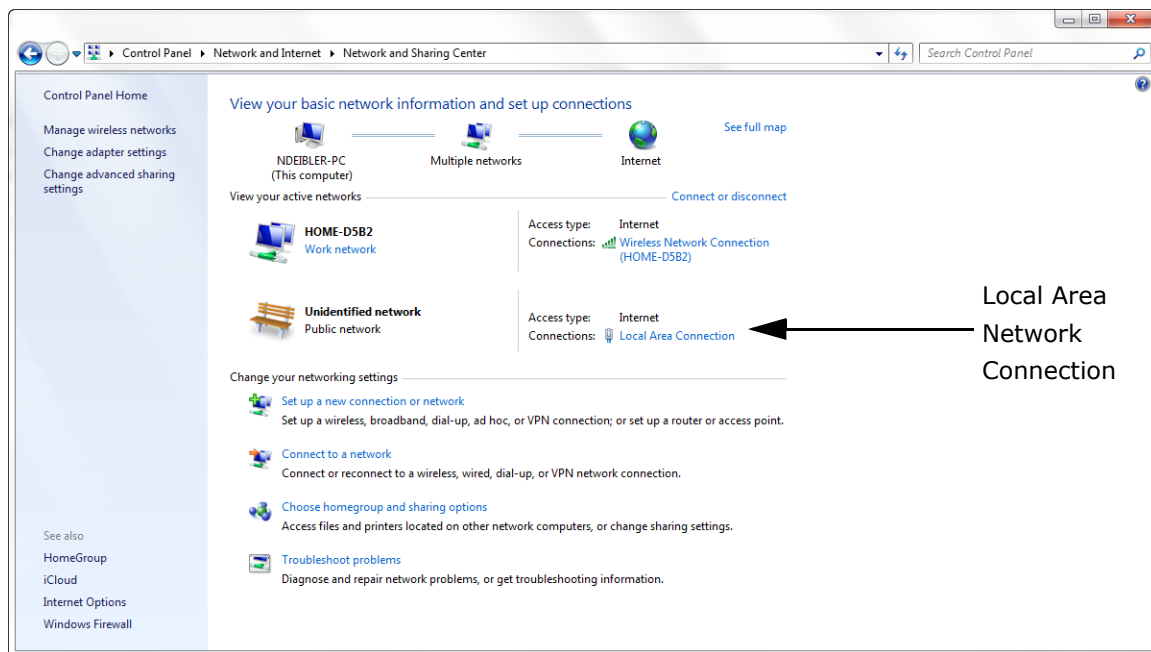 Control Panel ▸ Network and Internet ▸ Network and Sharing Center
Search Control Panel
Control Panel Home
Manage wireless networks
Change adapter settings
Change advanced sharing
settings
See also
HomeGroup
iCloud
Internet Options
Windows Firewall
View your basic network information and set up connections
See full map
NDEIBLER-PC
(This computer)
Multiple networks
Internet
View your active networks
Connect or disconnect
HOME-D5B2
Work network
Access type: Internet
Connections: Wireless Network Connection
(HOME-D5B2)
Unidentified network
Public network
Access type: Internet
Connections: Local Area Connection
Change your networking settings
Set up a new connection or network
Set up a wireless, broadband, dial-up, ad hoc, or VPN connection; or set up a router or access point.
Connect to a network
Connect or reconnect to a wireless, wired, dial-up, or VPN network connection.
Choose homegroup and sharing options
Access files and printers located on other network computers, or change sharing settings.
Troubleshoot problems
Diagnose and repair network problems, or get troubleshooting information.
Local Area
Network
Connection